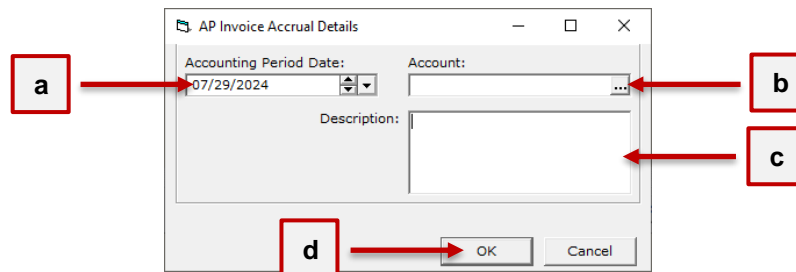 AP Invoice Accrual Details
Accounting Period Date: Account:
a 07/29/2024 ... b
Description:
c
d OK Cancel